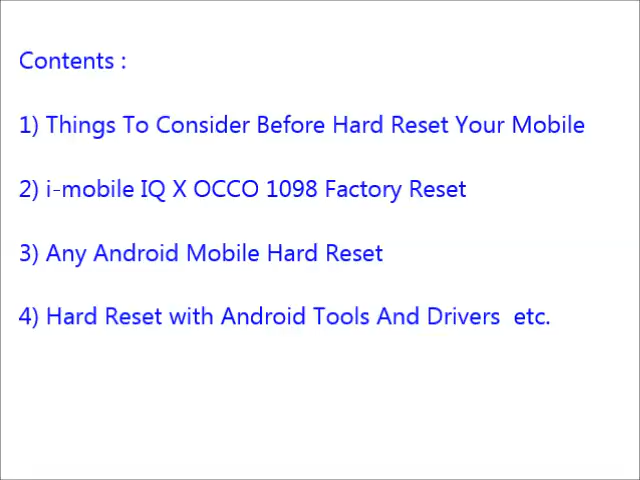 Contents :
1) Things To Consider Before Hard Reset Your Mobile
2) i-mobile IQ X OCCO 1098 Factory Reset
3) Any Android Mobile Hard Reset
4) Hard Reset with Android Tools And Drivers  etc.